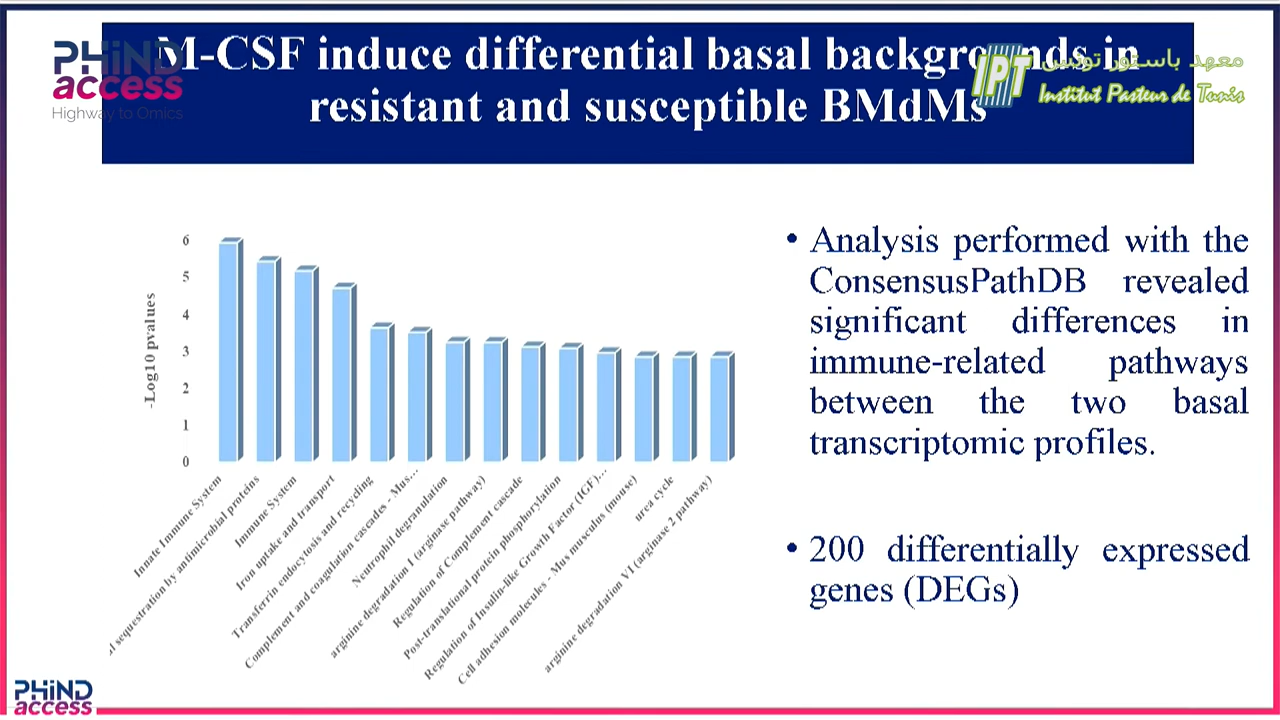 M-CSF induce differential basal backgrounds in
resistant and susceptible BMdMs
PHiND
access
Highway to Omics
IPT
معهد باستور تونس
Institut Pasteur de Tunis
-Log10 pvalues
6
5
4
3
2
1
0
Innate Immune System
sequestration by antimicrobial proteins
Immune System
Iron uptake and transport
Transferrin endocytosis and recycling
Complement and coagulation cascades - Mus…
Neutrophil degranulation
arginine degradation I (arginase pathway)
Regulation of Complement cascade
Post-translational protein phosphorylation
Regulation of Insulin-like Growth Factor (IGF)…
Cell adhesion molecules - Mus musculus (mouse)
urea cycle
arginine degradation VI (arginase 2 pathway)
• Analysis performed with the
ConsensusPathDB revealed
significant differences in
immune-related pathways
between the two basal
transcriptomic profiles.
• 200 differentially expressed
genes (DEGs)
PHiND
access